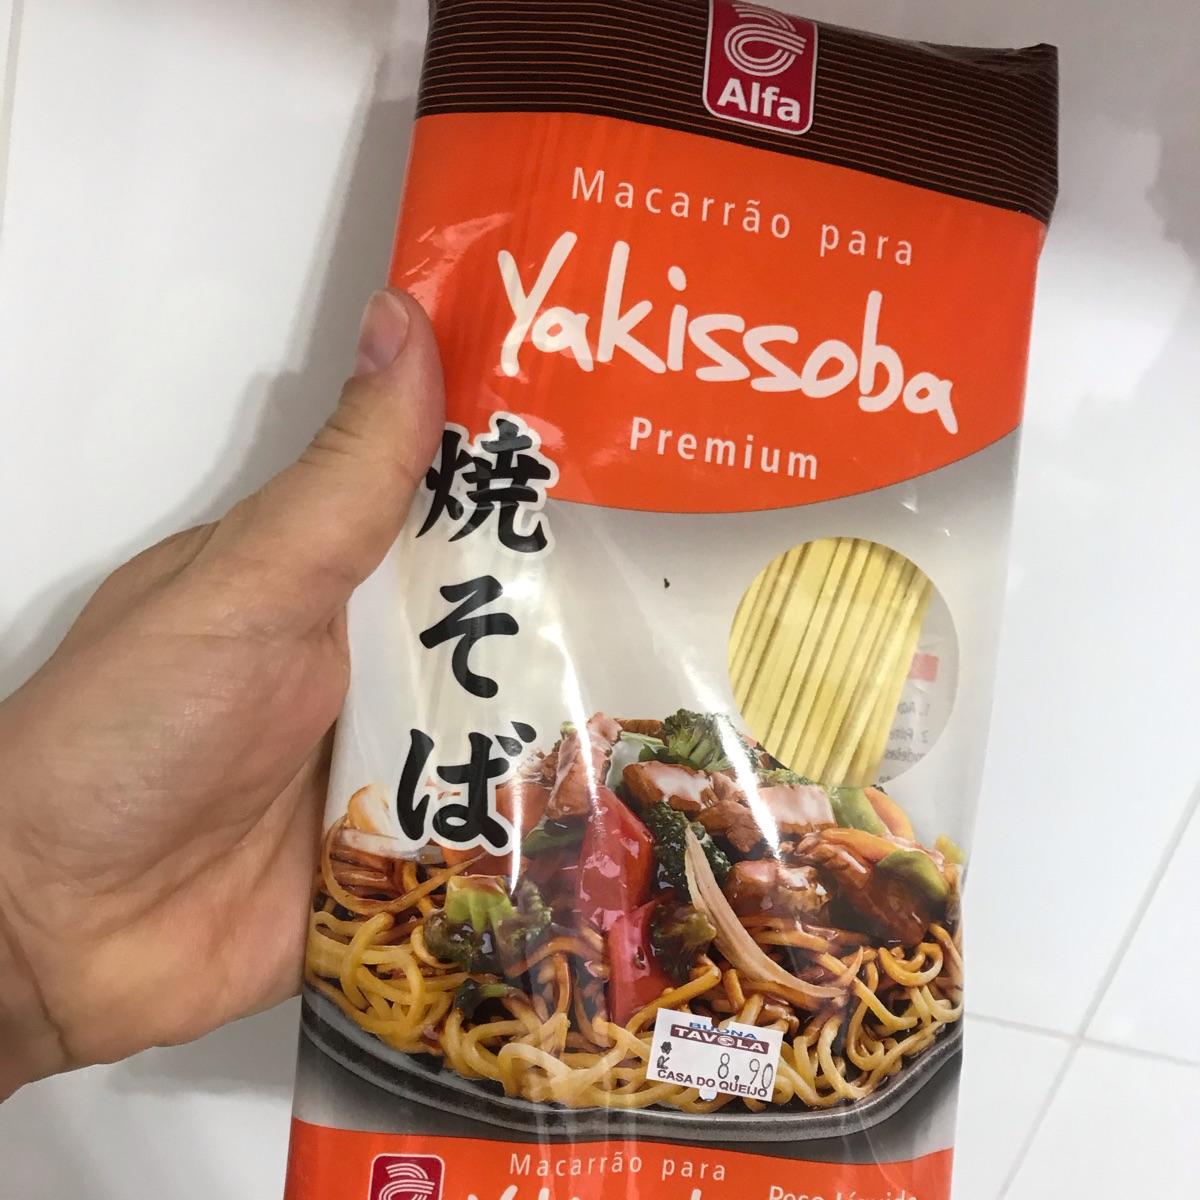 Alfa
Macarrão para
Yakissoba
Premium
焼そば
BUONA
TAVOLA
R$ 8,90
CASA DO QUEIJO
Macarrão para
Peso Líquido